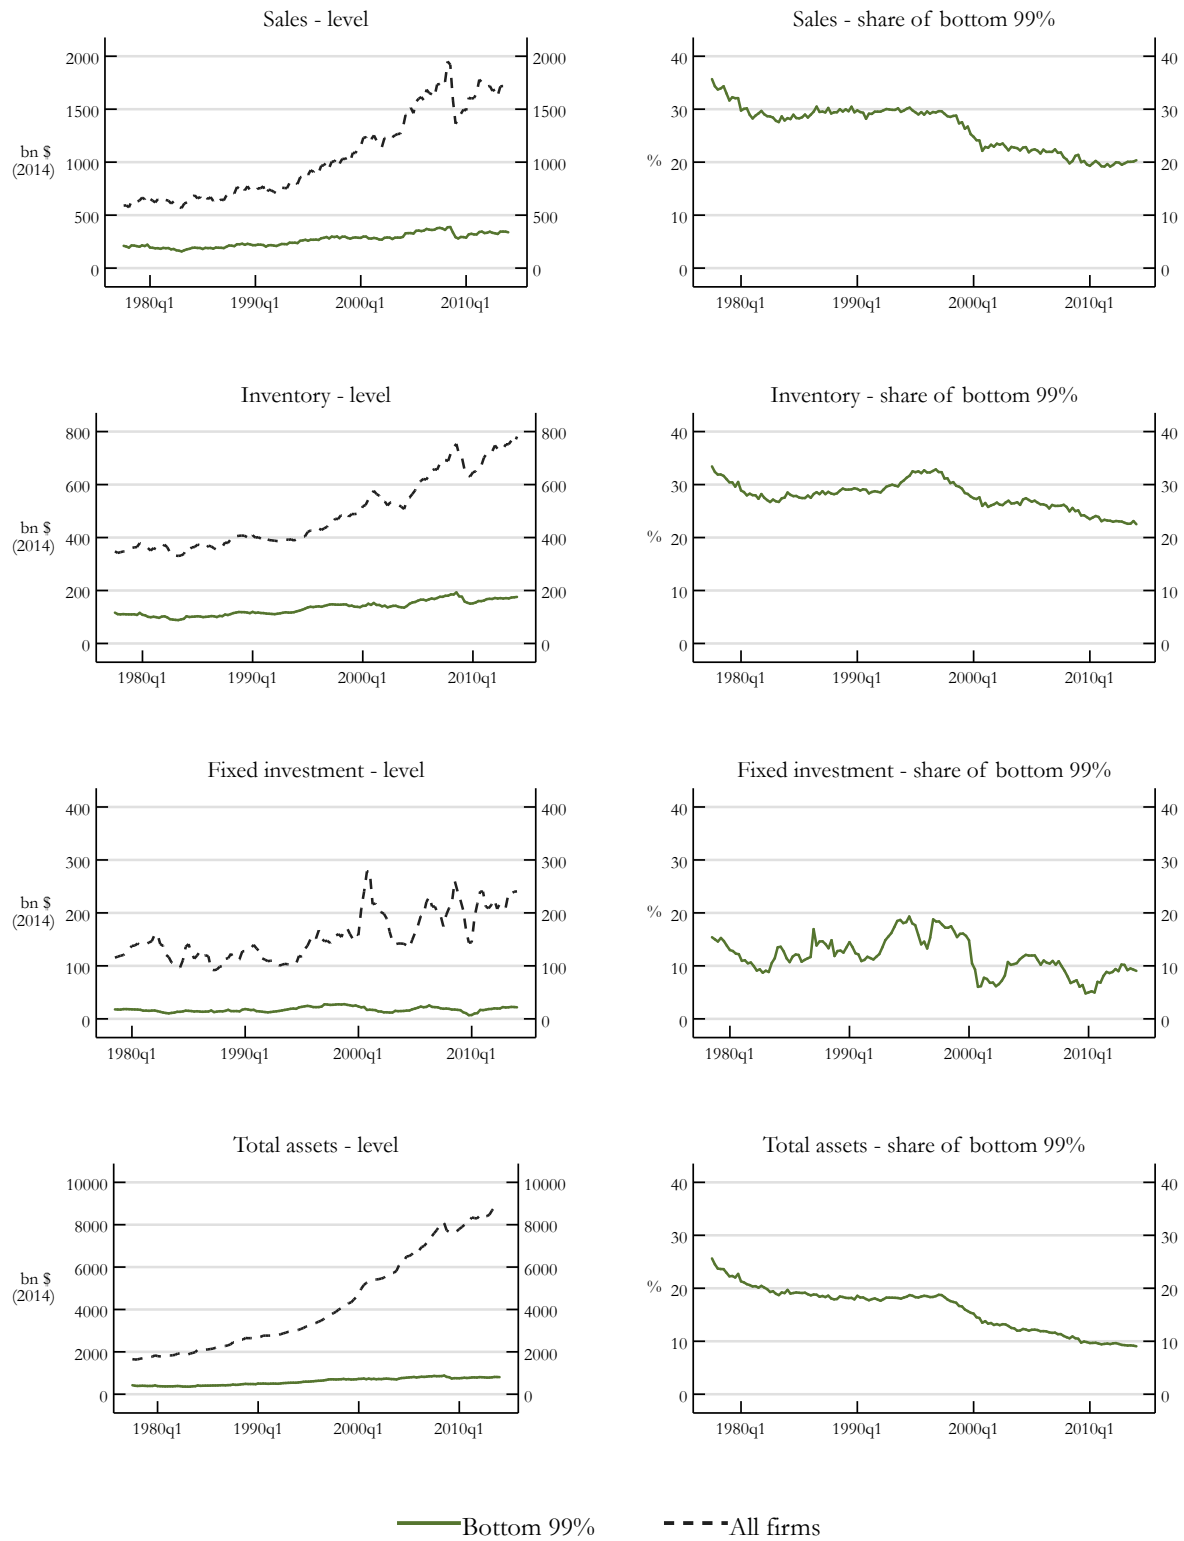 Sales - level
Sales - share of bottom 99%
2000 2000 40 40
1500 1500 30 30
bn $
(2014)
1000 1000 % 20 20
500 500 10 10
0 0 0 0
1980q1 1990q1 2000q1 2010q1 1980q1 1990q1 2000q1 2010q1
Inventory - level
Inventory - share of bottom 99%
800 800 40 40
600 600 30 30
bn $
(2014)
400 400 % 20 20
200 200 10 10
0 0 0 0
1980q1 1990q1 2000q1 2010q1 1980q1 1990q1 2000q1 2010q1
Fixed investment - level
Fixed investment - share of bottom 99%
400 400 40 40
300 300 30 30
bn $
(2014)
200 200 % 20 20
100 100 10 10
0 0 0 0
1980q1 1990q1 2000q1 2010q1 1980q1 1990q1 2000q1 2010q1
Total assets - level
Total assets - share of bottom 99%
10000 10000 40 40
8000 8000 30 30
bn $
(2014)
6000 6000 % 20 20
4000 4000
2000 2000 10 10
0 0 0 0
1980q1 1990q1 2000q1 2010q1 1980q1 1990q1 2000q1 2010q1
Bottom 99% All firms